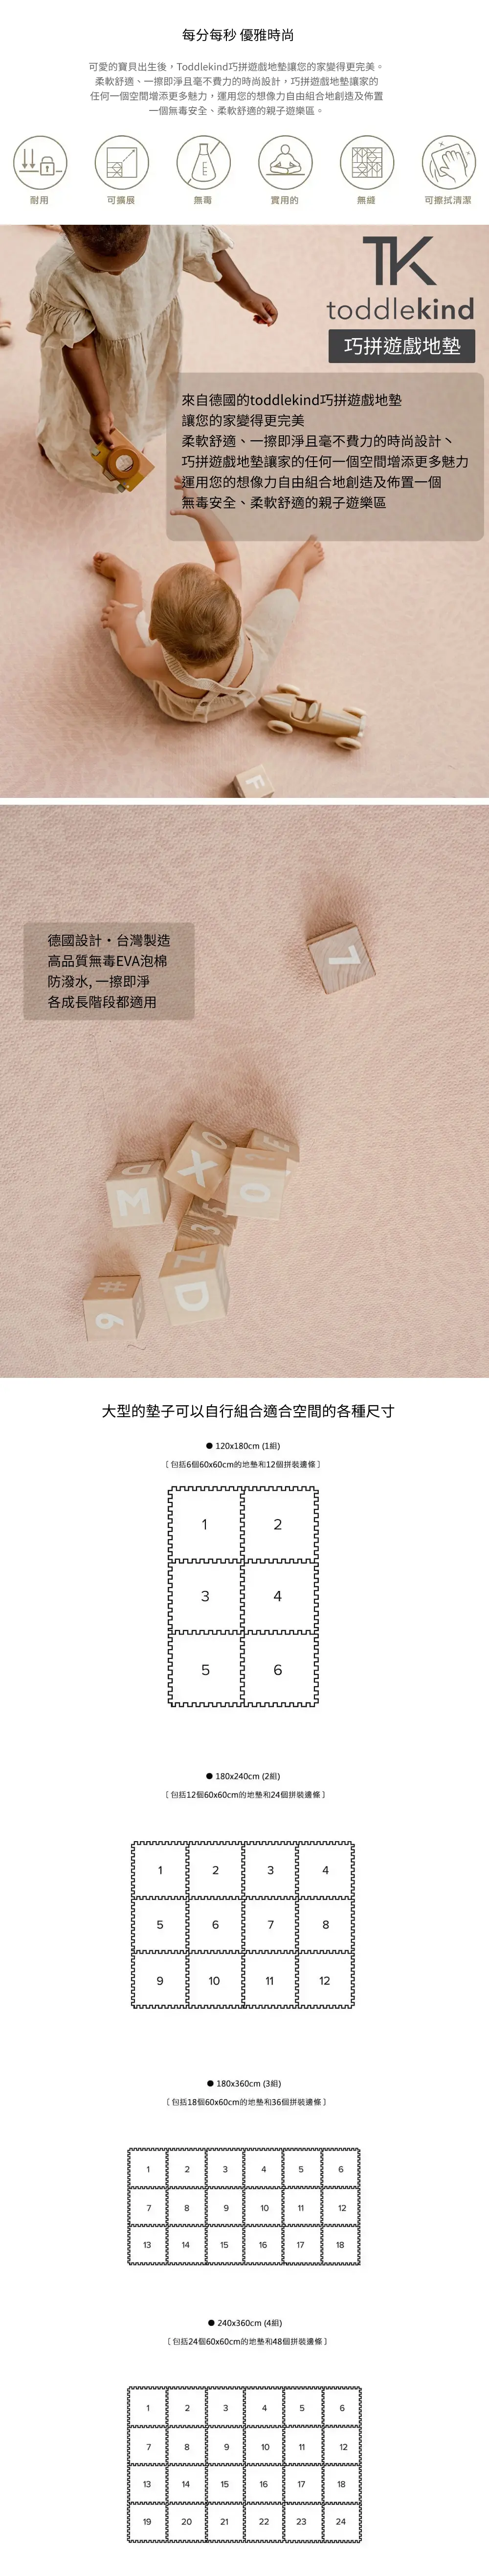 每分每秒 優雅時尚
可愛的寶貝出生後，Toddlekind巧拼遊戲地墊讓您的家變得更完美。
柔軟舒適、一擦即淨且毫不費力的時尚設計，巧拼遊戲地墊讓家的
任何一個空間增添更多魅力，運用您的想像力自由組合地創造及佈置
一個無毒安全、柔軟舒適的親子遊樂區。
耐用 可擴展 無毒 實用的 無縫 可擦拭清潔
TK
toddlekind
巧拼遊戲地墊
來自德國的toddlekind巧拼遊戲地墊
讓您的家變得更完美
柔軟舒適、一擦即淨且毫不費力的時尚設計丶
巧拼遊戲地墊讓家的任何一個空間增添更多魅力
運用您的想像力自由組合地創造及佈置一個
無毒安全、柔軟舒適的親子遊樂區
F
1
德國設計・台灣製造
高品質無毒EVA泡棉
防潑水, 一擦即淨
各成長階段都適用
X O
M O
35
Z
# D
6
大型的墊子可以自行組合適合空間的各種尺寸
● 120x180cm (1組)
〔 包括6個60x60cm的地墊和12個拼裝邊條 〕
1 2
3 4
5 6
● 180x240cm (2組)
〔 包括12個60x60cm的地墊和24個拼裝邊條 〕
1 2 3 4
5 6 7 8
9 10 11 12
● 180x360cm (3組)
〔 包括18個60x60cm的地墊和36個拼裝邊條 〕
1 2 3 4 5 6
7 8 9 10 11 12
13 14 15 16 17 18
● 240x360cm (4組)
〔 包括24個60x60cm的地墊和48個拼裝邊條 〕
1 2 3 4 5 6
7 8 9 10 11 12
13 14 15 16 17 18
19 20 21 22 23 24